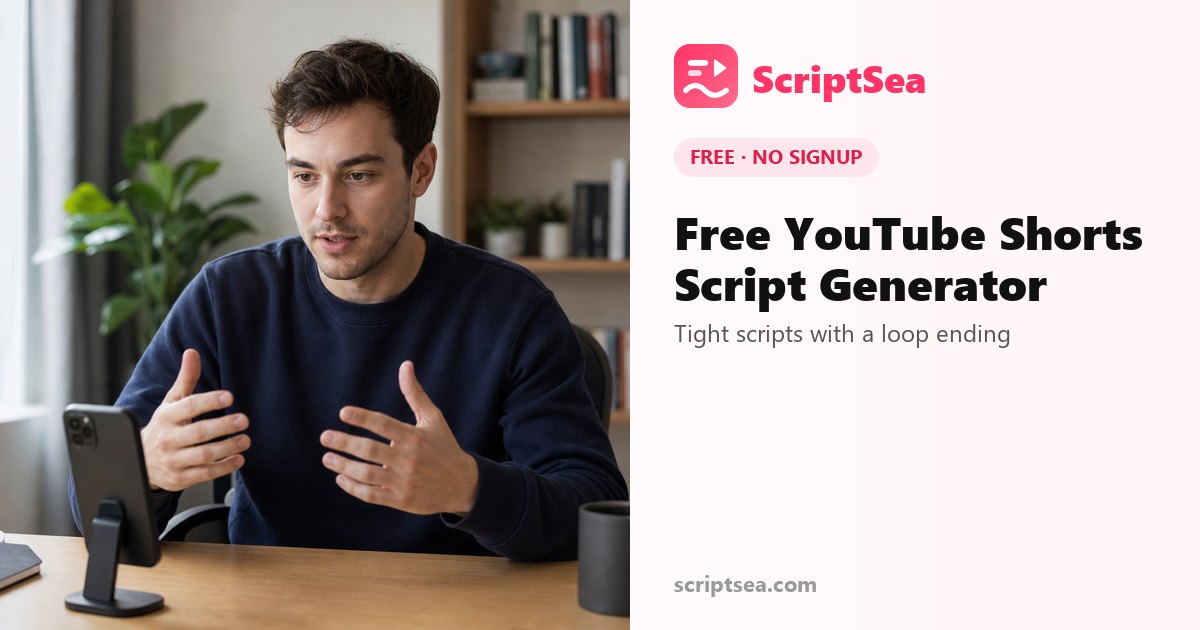 ScriptSea
FREE · NO SIGNUP
Free YouTube Shorts
Script Generator
Tight scripts with a loop ending
scriptsea.com